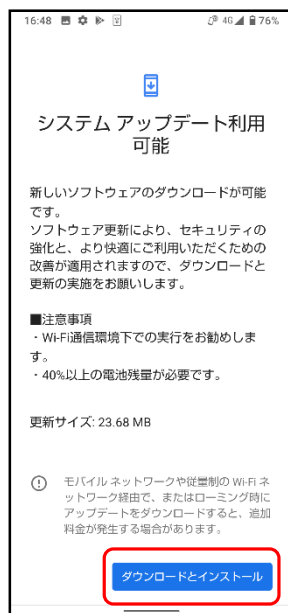 16:48 4G 76%
システム アップデート利用
可能
新しいソフトウェアのダウンロードが可能
です。
ソフトウェア更新により、セキュリティの
強化と、より快適にご利用いただくための
改善が適用されますので、ダウンロードと
更新の実施をお願いします。
■注意事項
・Wi-Fi通信環境下での実行をお勧めしま
す。
・40%以上の電池残量が必要です。
更新サイズ: 23.68 MB
モバイル ネットワークや従量制の Wi-Fi ネ
ットワーク経由で、またはローミング時に
アップデートをダウンロードすると、追加
料金が発生する場合があります。
ダウンロードとインストール